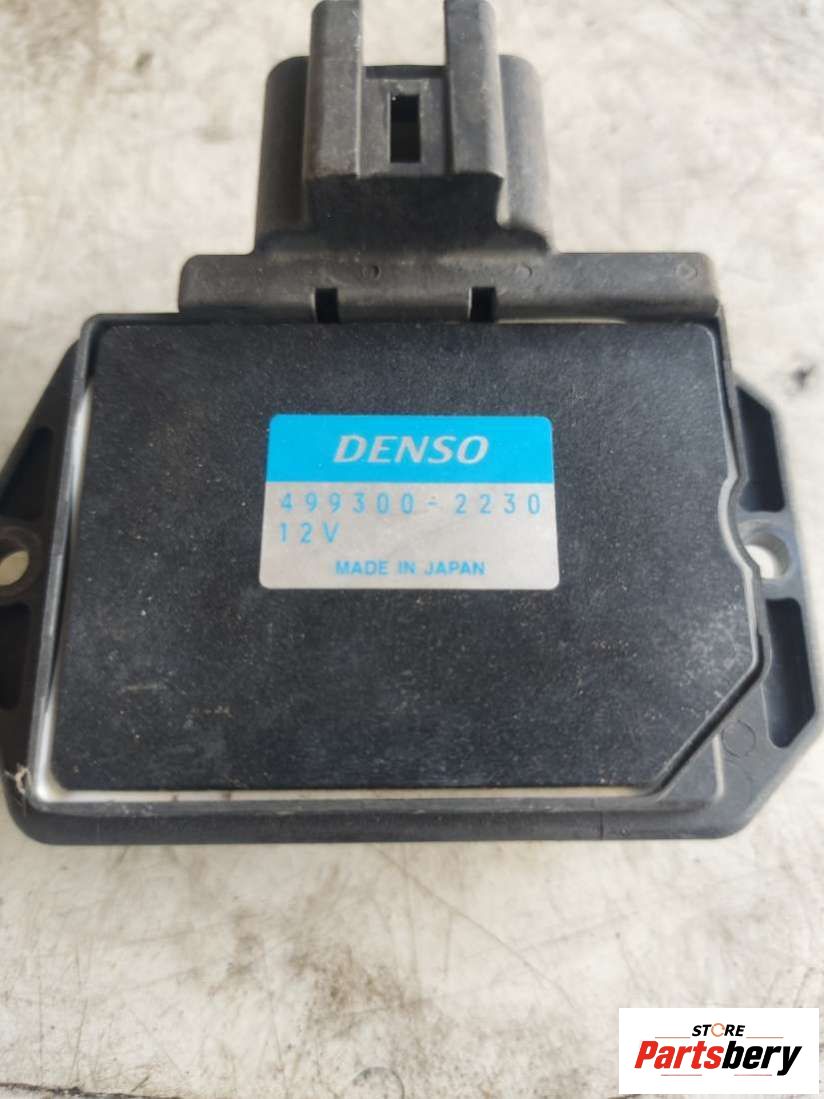 DENSO
499300-2230
12V
MADE IN JAPAN
STORE
Partsbery